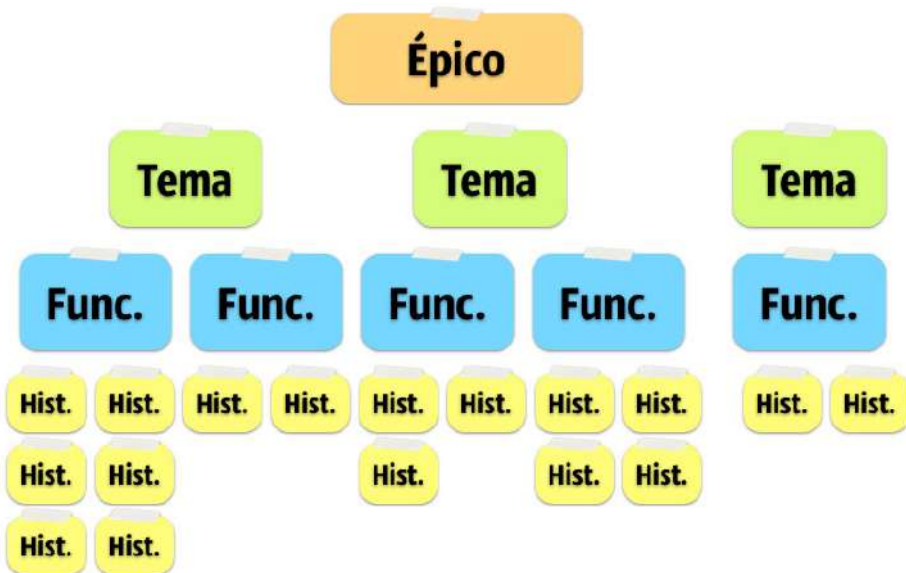 Épico
Tema Tema Tema
Func. Func. Func. Func. Func.
Hist. Hist. Hist. Hist. Hist. Hist. Hist. Hist. Hist. Hist.
Hist. Hist. Hist. Hist. Hist.
Hist. Hist.